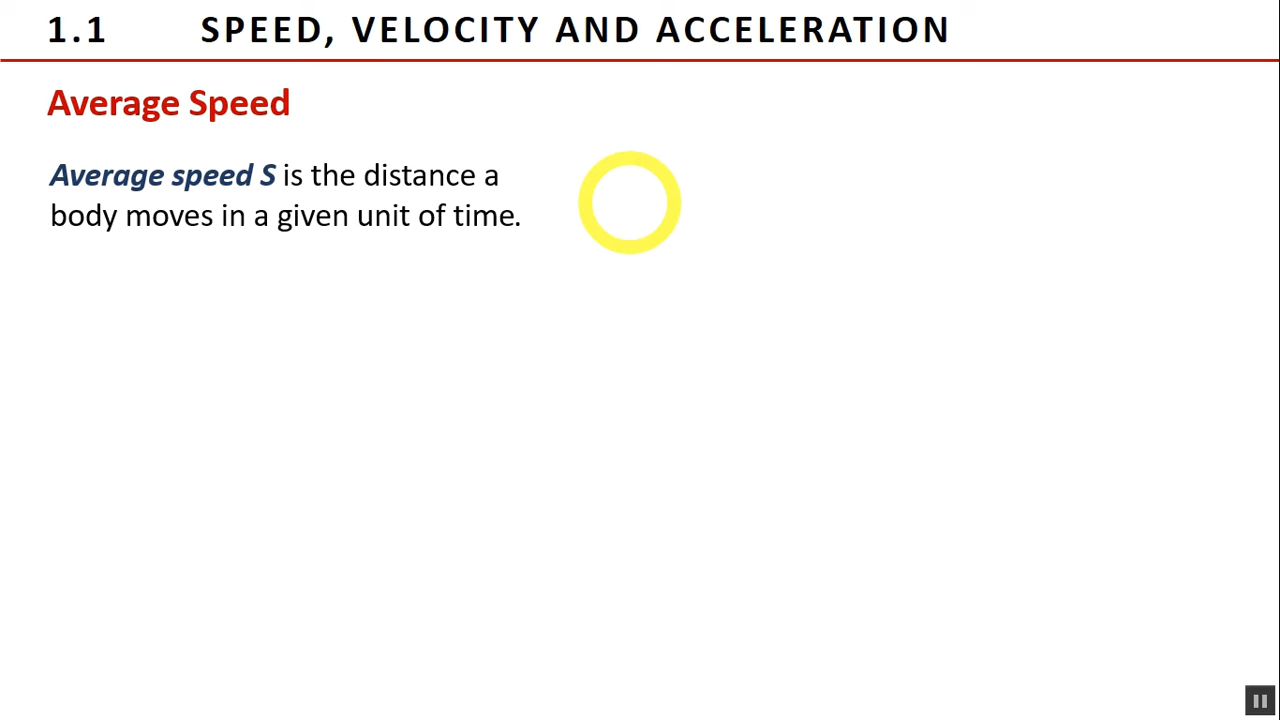 1.1 SPEED, VELOCITY AND ACCELERATION
Average Speed
Average speed S is the distance a
body moves in a given unit of time.